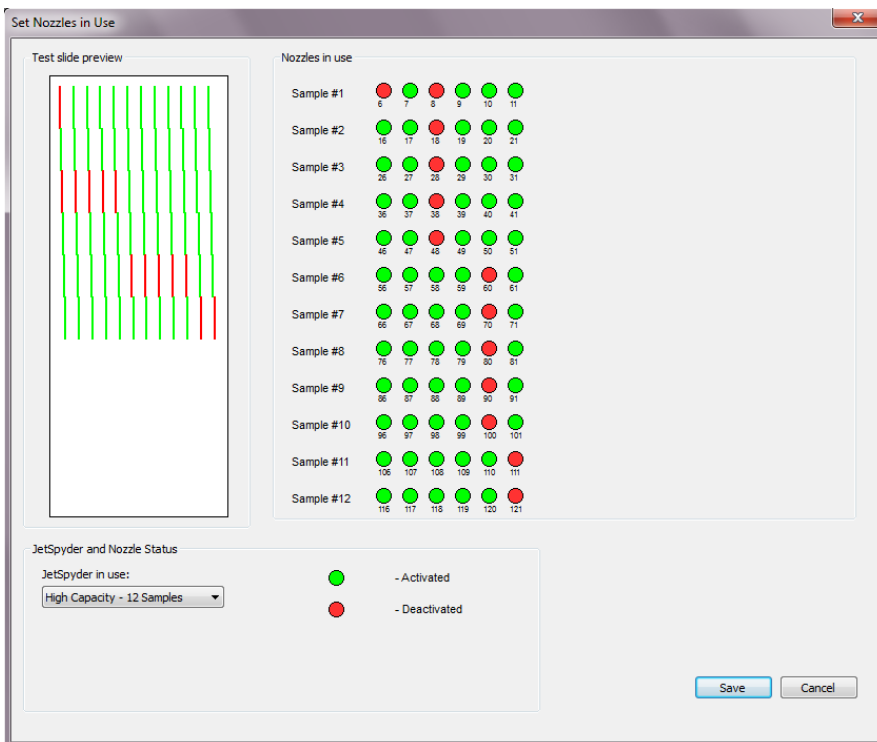 Set Nozzles in Use
Test slide preview
Nozzles in use
Sample #1
6 7 8 9 10 11
Sample #2
16 17 18 19 20 21
Sample #3
26 27 28 29 30 31
Sample #4
36 37 38 39 40 41
Sample #5
46 47 48 49 50 51
Sample #6
56 57 58 59 60 61
Sample #7
66 67 68 69 70 71
Sample #8
76 77 78 79 80 81
Sample #9
86 87 88 89 90 91
Sample #10
96 97 98 99 100 101
Sample #11
106 107 108 109 110 111
Sample #12
116 117 118 119 120 121
JetSpyder and Nozzle Status
JetSpyder in use:
High Capacity - 12 Samples
- Activated
- Deactivated
Save
Cancel